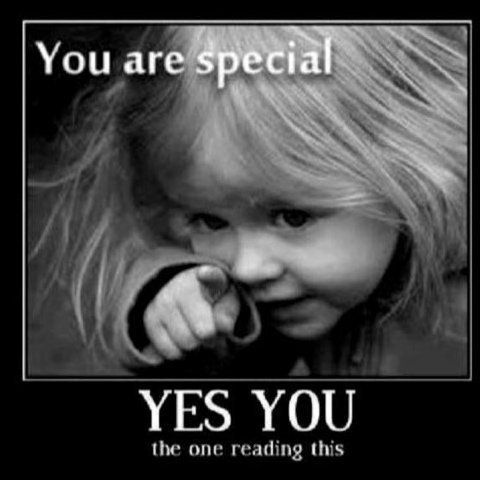 You are special
YES YOU
the one reading this